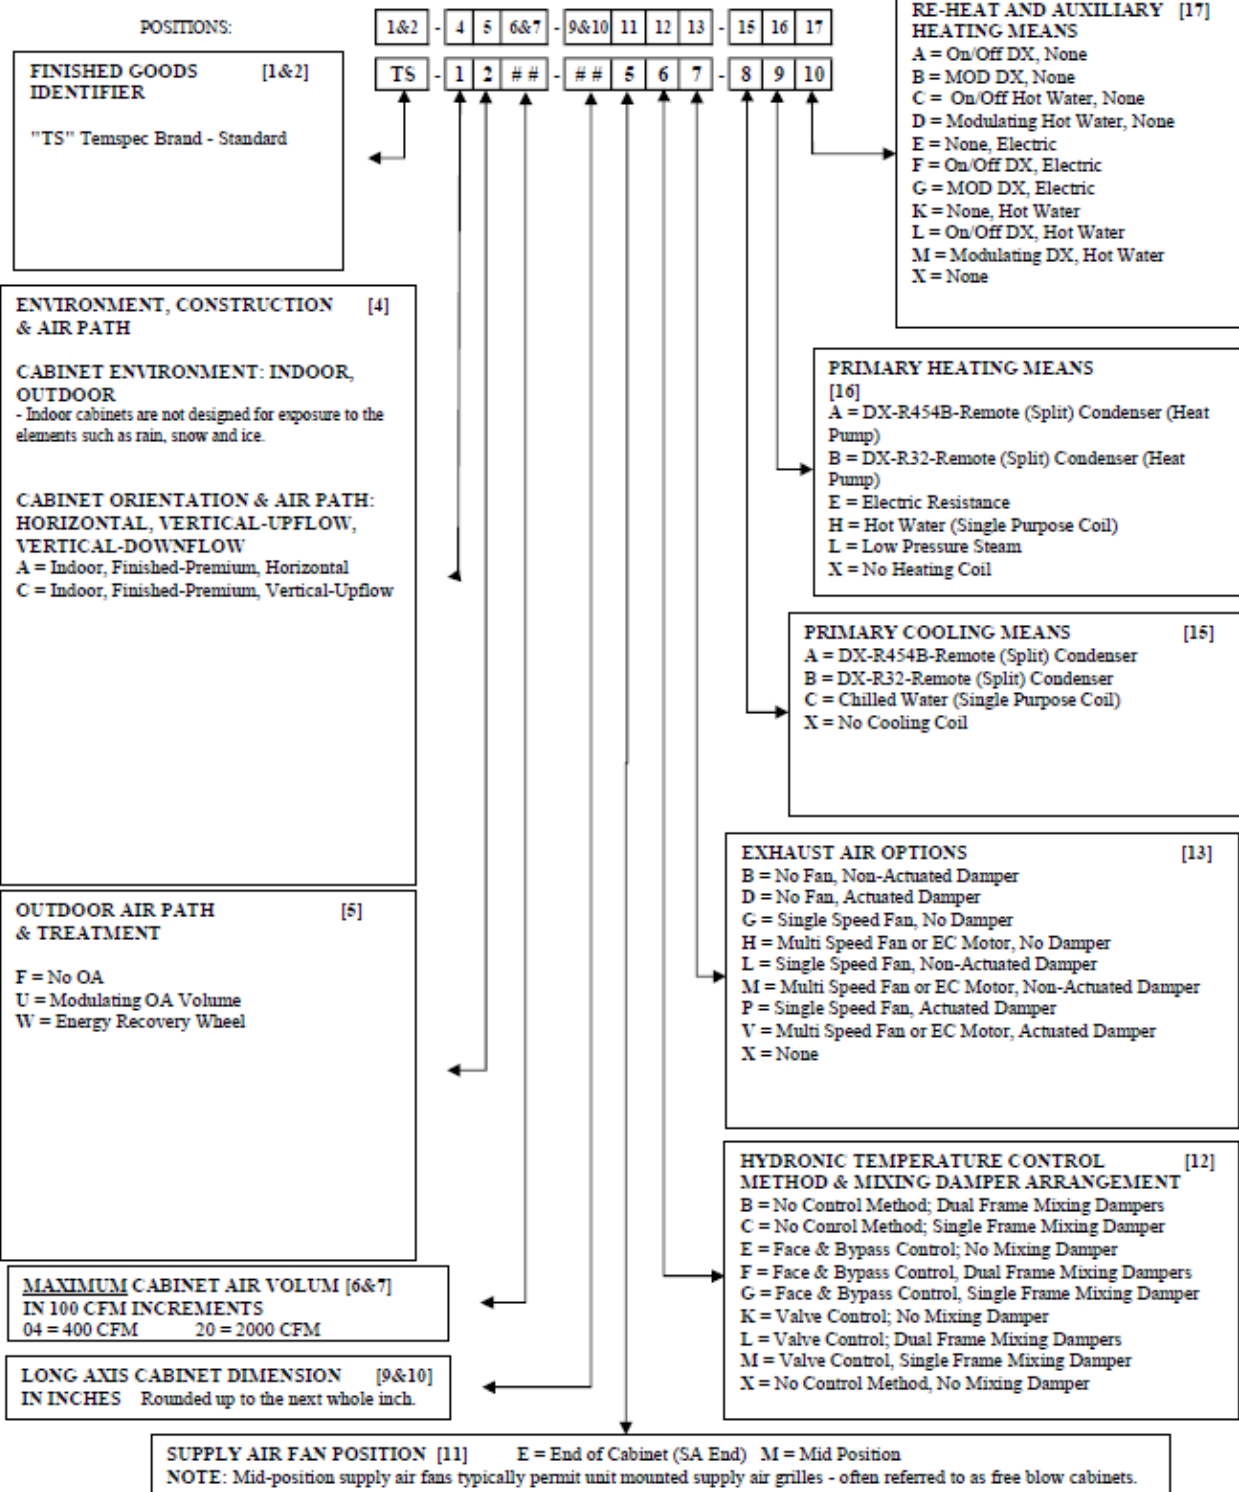 POSITIONS:
1&2 - 4 5 6&7 - 9&10 11 12 13 - 15 16 17
TS - 1 2 ## - ## 5 6 7 - 8 9 10
FINISHED GOODS [1&2]
IDENTIFIER
"TS" Temspec Brand - Standard
ENVIRONMENT, CONSTRUCTION [4]
& AIR PATH
CABINET ENVIRONMENT: INDOOR,
OUTDOOR
- Indoor cabinets are not designed for exposure to the
elements such as rain, snow and ice.
CABINET ORIENTATION & AIR PATH:
HORIZONTAL, VERTICAL-UPFLOW,
VERTICAL-DOWNFLOW
A = Indoor, Finished-Premium, Horizontal
C = Indoor, Finished-Premium, Vertical-Upflow
OUTDOOR AIR PATH [5]
& TREATMENT
F = No OA
U = Modulating OA Volume
W = Energy Recovery Wheel
MAXIMUM CABINET AIR VOLUM [6&7]
IN 100 CFM INCREMENTS
04 = 400 CFM 20 = 2000 CFM
LONG AXIS CABINET DIMENSION [9&10]
IN INCHES Rounded up to the next whole inch.
RE-HEAT AND AUXILIARY [17]
HEATING MEANS
A = On/Off DX, None
B = MOD DX, None
C = On/Off Hot Water, None
D = Modulating Hot Water, None
E = None, Electric
F = On/Off DX, Electric
G = MOD DX, Electric
K = None, Hot Water
L = On/Off DX, Hot Water
M = Modulating DX, Hot Water
X = None
PRIMARY HEATING MEANS
[16]
A = DX-R454B-Remote (Split) Condenser (Heat
Pump)
B = DX-R32-Remote (Split) Condenser (Heat
Pump)
E = Electric Resistance
H = Hot Water (Single Purpose Coil)
L = Low Pressure Steam
X = No Heating Coil
PRIMARY COOLING MEANS [15]
A = DX-R454B-Remote (Split) Condenser
B = DX-R32-Remote (Split) Condenser
C = Chilled Water (Single Purpose Coil)
X = No Cooling Coil
EXHAUST AIR OPTIONS [13]
B = No Fan, Non-Actuated Damper
D = No Fan, Actuated Damper
G = Single Speed Fan, No Damper
H = Multi Speed Fan or EC Motor, No Damper
L = Single Speed Fan, Non-Actuated Damper
M = Multi Speed Fan or EC Motor, Non-Actuated Damper
P = Single Speed Fan, Actuated Damper
V = Multi Speed Fan or EC Motor, Actuated Damper
X = None
HYDRONIC TEMPERATURE CONTROL [12]
METHOD & MIXING DAMPER ARRANGEMENT
B = No Control Method; Dual Frame Mixing Dampers
C = No Conrol Method; Single Frame Mixing Damper
E = Face & Bypass Control; No Mixing Damper
F = Face & Bypass Control, Dual Frame Mixing Dampers
G = Face & Bypass Control, Single Frame Mixing Damper
K = Valve Control; No Mixing Damper
L = Valve Control; Dual Frame Mixing Dampers
M = Valve Control, Single Frame Mixing Damper
X = No Control Method, No Mixing Damper
SUPPLY AIR FAN POSITION [11] E = End of Cabinet (SA End) M = Mid Position
NOTE: Mid-position supply air fans typically permit unit mounted supply air grilles - often referred to as free blow cabinets.